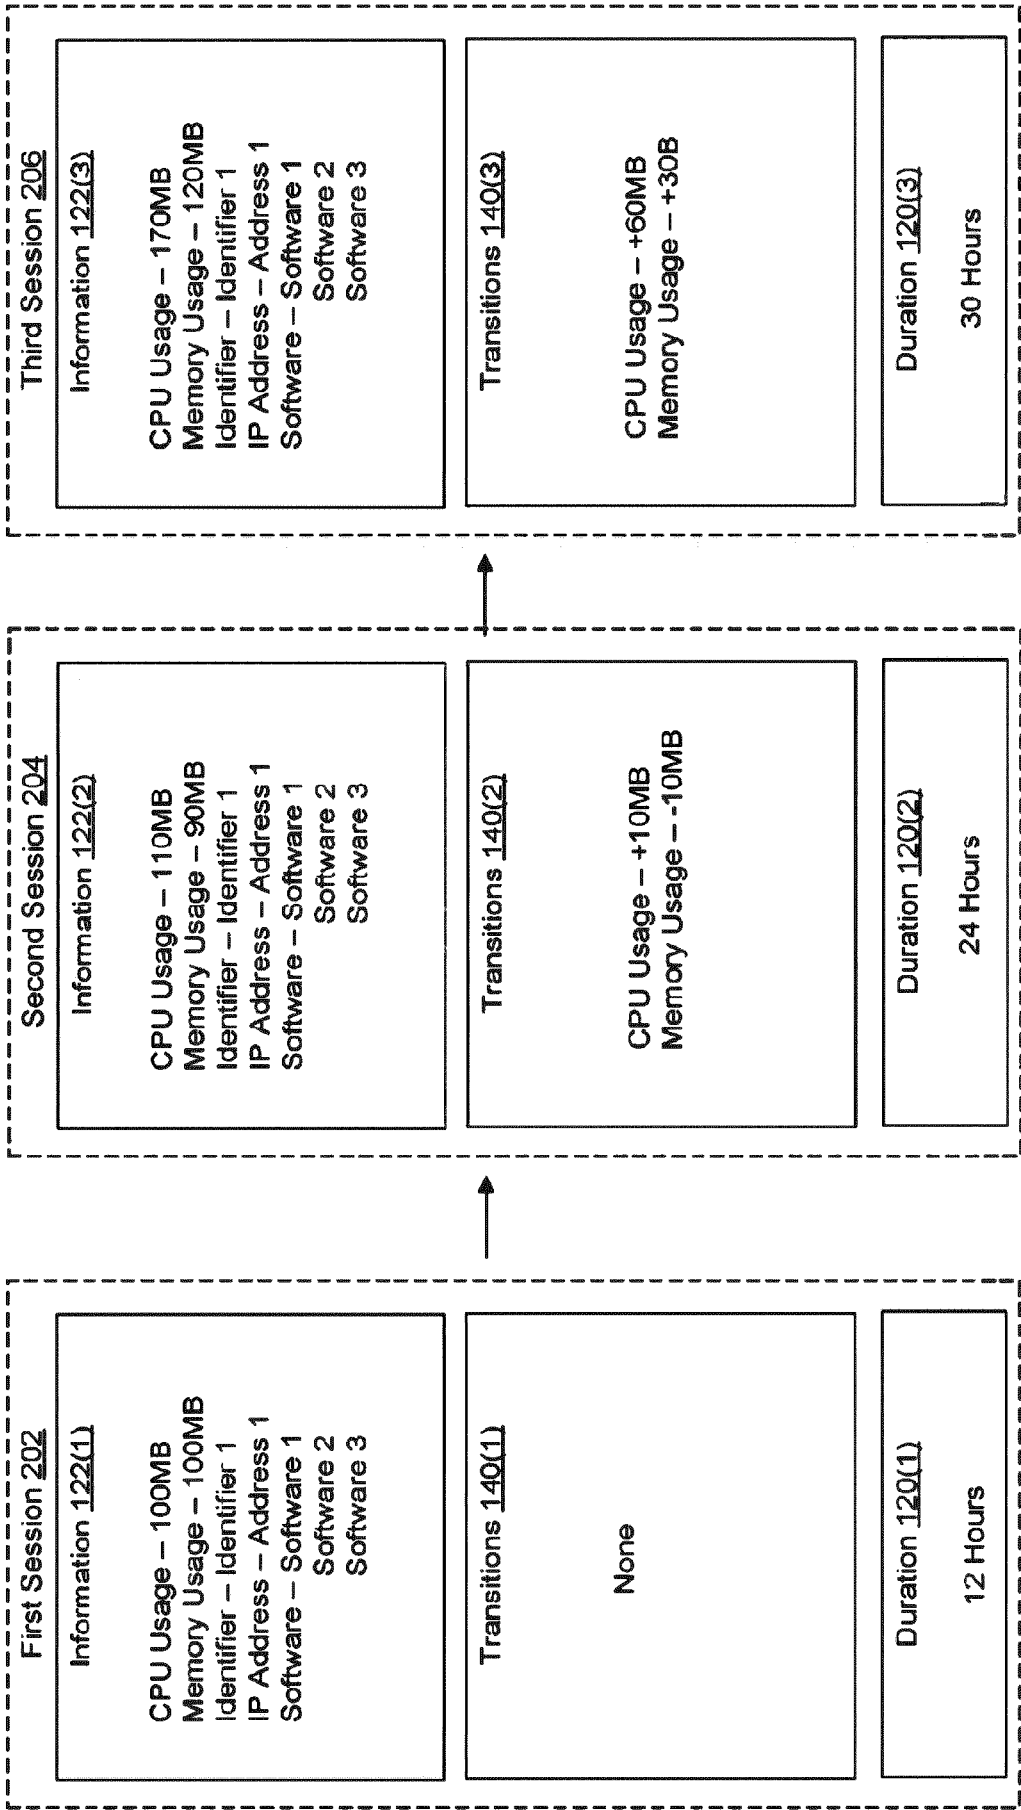 First Session 202
Information 122(1)
CPU Usage – 100MB
Memory Usage – 100MB
Identifier – Identifier 1
IP Address – Address 1
Software – Software 1
Software 2
Software 3
Transitions 140(1)
None
Duration 120(1)
12 Hours
Second Session 204
Information 122(2)
CPU Usage – 110MB
Memory Usage – 90MB
Identifier – Identifier 1
IP Address – Address 1
Software – Software 1
Software 2
Software 3
Transitions 140(2)
CPU Usage – +10MB
Memory Usage – -10MB
Duration 120(2)
24 Hours
Third Session 206
Information 122(3)
CPU Usage – 170MB
Memory Usage – 120MB
Identifier – Identifier 1
IP Address – Address 1
Software – Software 1
Software 2
Software 3
Transitions 140(3)
CPU Usage – +60MB
Memory Usage – +30B
Duration 120(3)
30 Hours